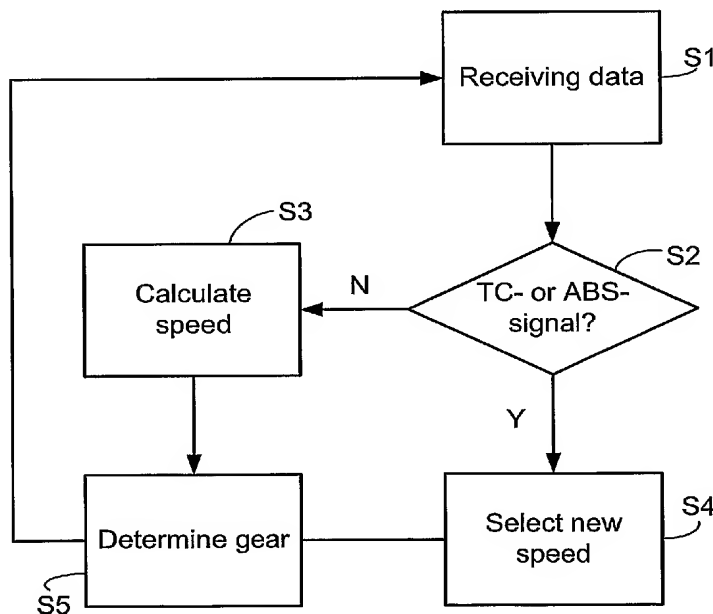 Receiving data
S1
S2
TC- or ABS-
signal?
N
S3
Calculate
speed
Y
Select new
speed
S4
Determine gear
S5